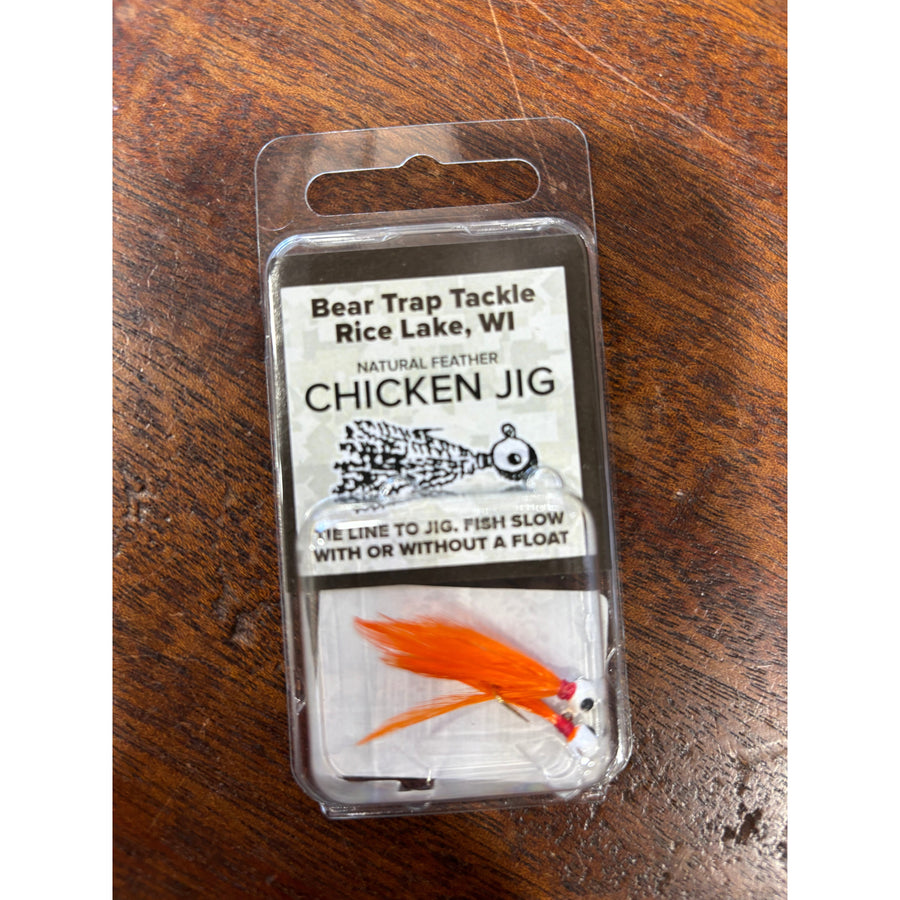 Bear Trap Tackle
Rice Lake, WI
NATURAL FEATHER
CHICKEN JIG
TIE LINE TO JIG. FISH SLOW
WITH OR WITHOUT A FLOAT